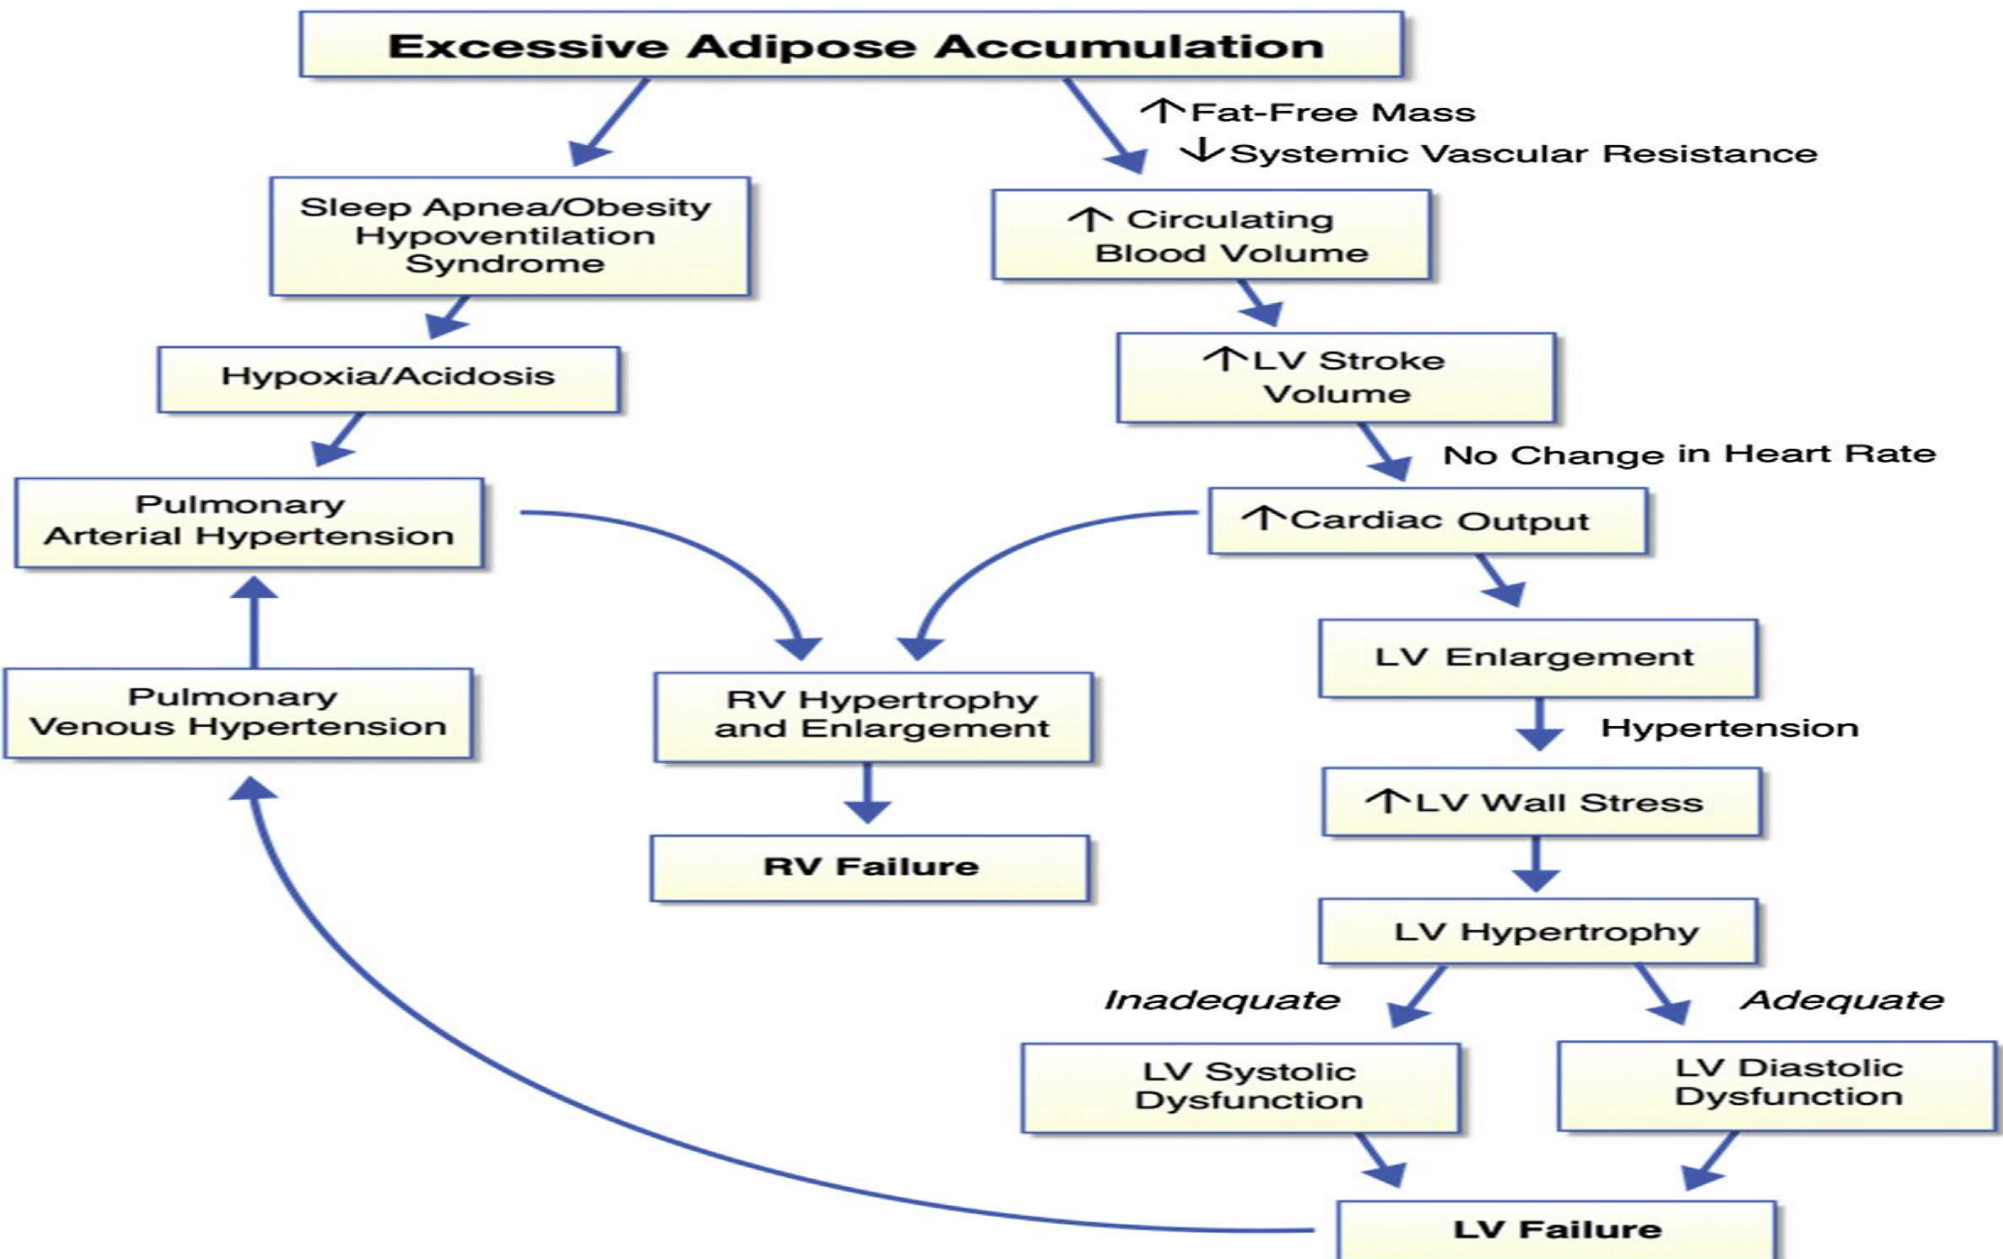 Excessive Adipose Accumulation
↑Fat-Free Mass
↓Systemic Vascular Resistance
Sleep Apnea/Obesity
Hypoventilation
Syndrome
↑ Circulating
Blood Volume
Hypoxia/Acidosis
↑LV Stroke
Volume
No Change in Heart Rate
Pulmonary
Arterial Hypertension
↑Cardiac Output
LV Enlargement
Pulmonary
Venous Hypertension
RV Hypertrophy
and Enlargement
Hypertension
↑LV Wall Stress
RV Failure
LV Hypertrophy
Inadequate
Adequate
LV Systolic
Dysfunction
LV Diastolic
Dysfunction
LV Failure